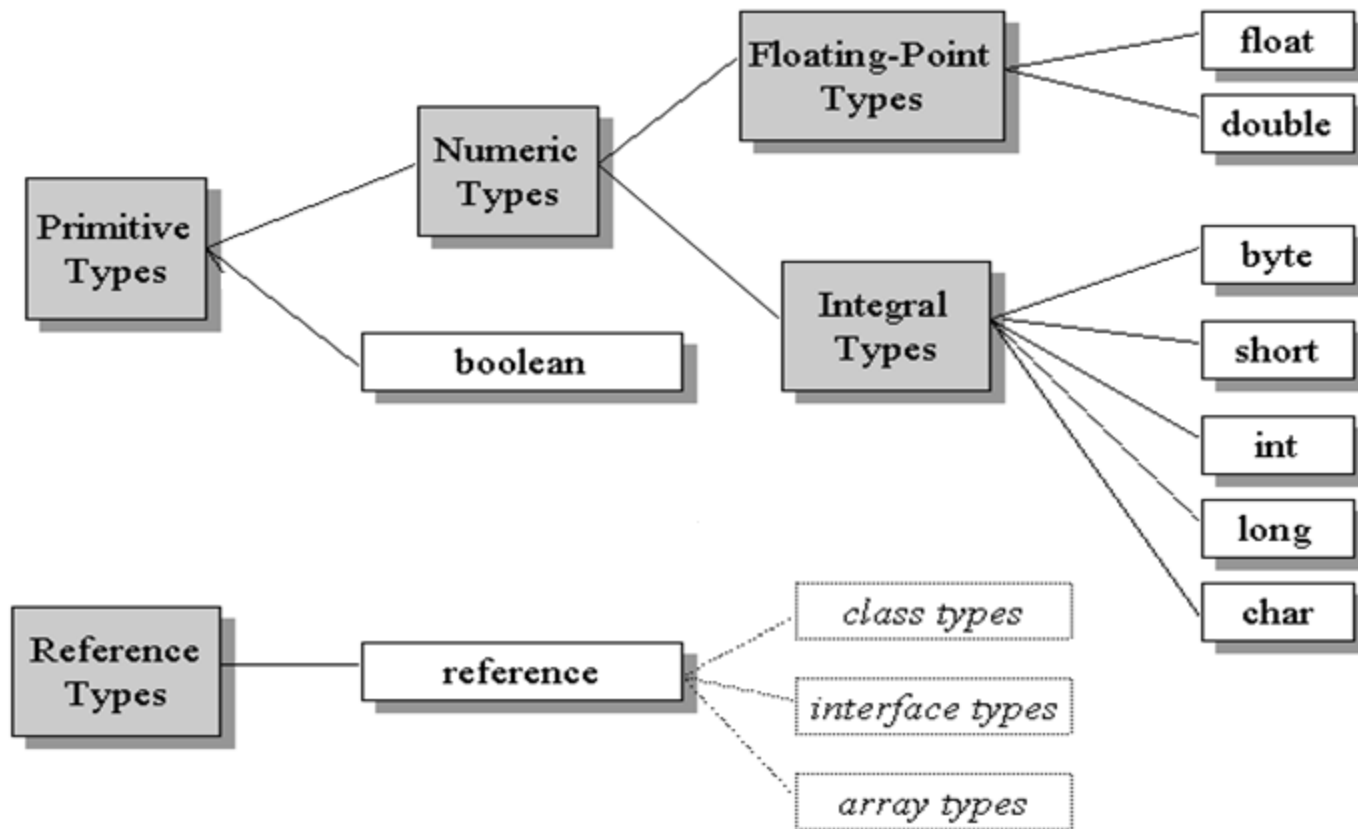 Primitive
Types
Numeric
Types
boolean
Floating-Point
Types
float
double
Integral
Types
byte
short
int
long
char
Reference
Types
reference
class types
interface types
array types